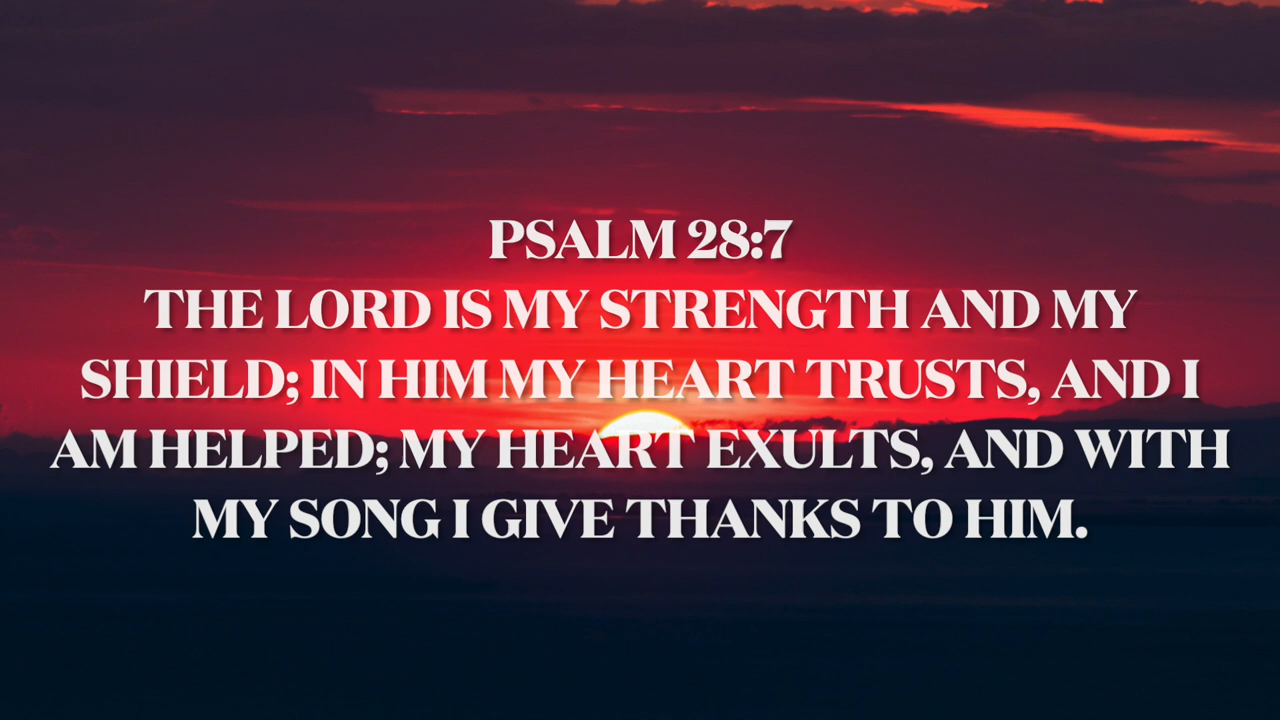 PSALM 28:7
THE LORD IS MY STRENGTH AND MY
SHIELD; IN HIM MY HEART TRUSTS, AND I
AM HELPED; MY HEART EXULTS, AND WITH
MY SONG I GIVE THANKS TO HIM.